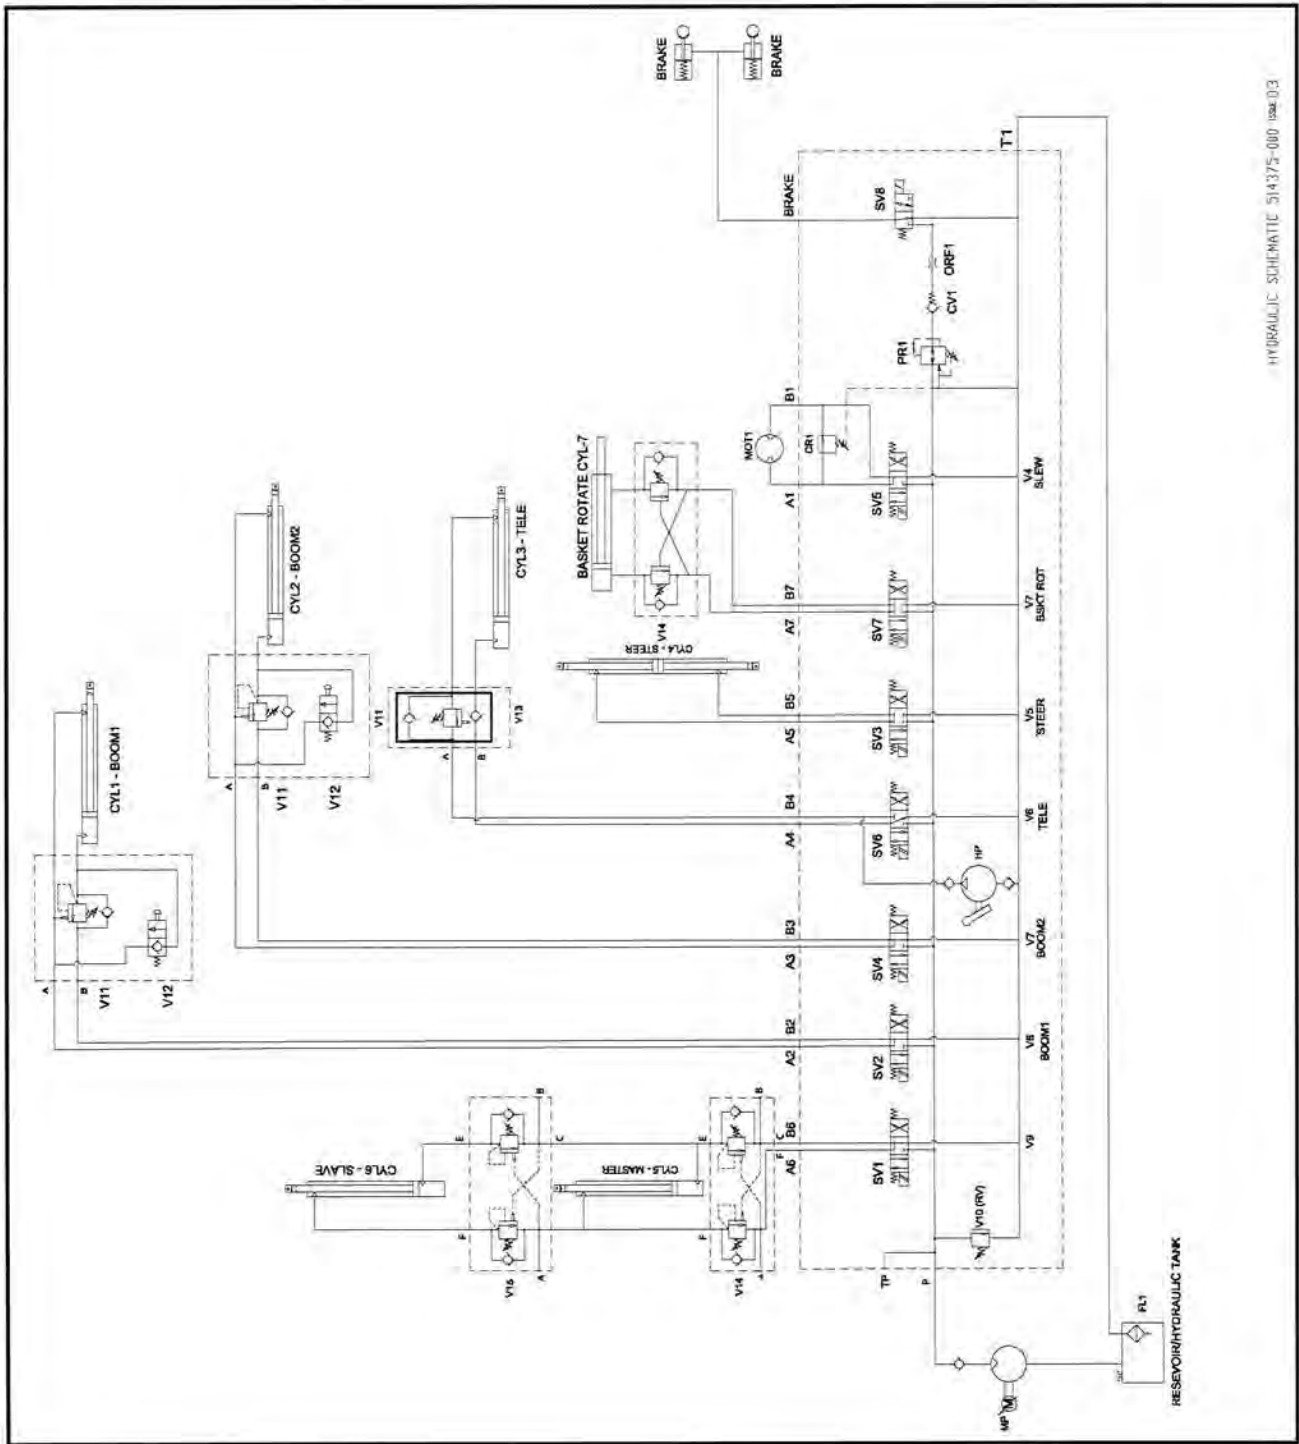 BRAKE
BRAKE
HYDRAULIC SCHEMATIC 514375-000 ISSUE 03
T1
BRAKE
SV8
ORF1
CV1
PR1
B1
MOT1
CR1
A1
SV5
V4
SLEW
BASKET ROTATE CYL-7
V14
B7
A7
SV7
V7
BSKT ROT
CYL2 - BOOM2
A
B
V11
V12
CYL3 - TELE
V11
V13
A
B
CYL4 - STEER
B5
A5
SV3
V5
STEER
B4
A4
SV6
V6
TELE
HP
CYL1 - BOOM1
A
B
V11
V12
B3
A3
SV4
V7
BOOM2
B2
A2
SV2
BOOM1
CYL6 - SLAVE
E
F
B
C
A
V15
CYL5 - MASTER
E
F
B
C
F
V14
B6
A6
SV1
V9
V10 (RV)
TP
P
MP
M
FL1
RESEVOIR/HYDRAULIC TANK